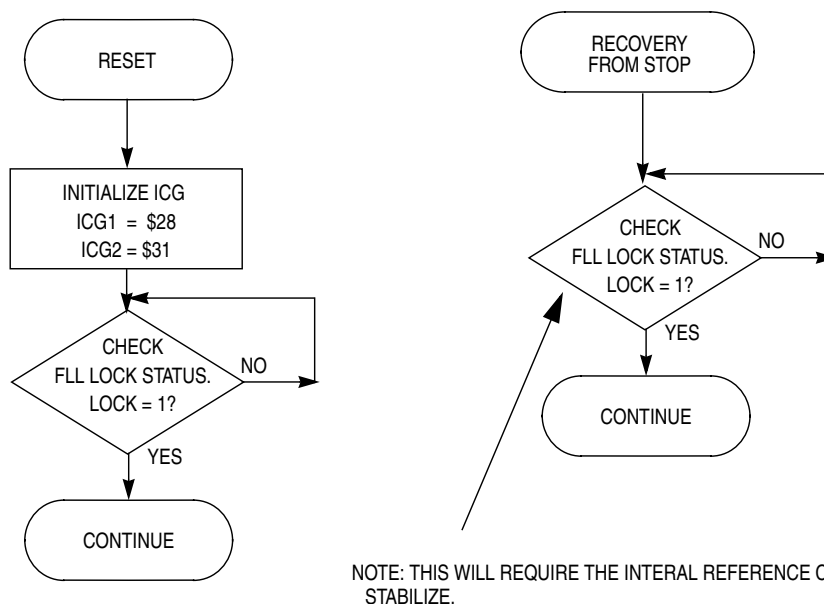 RESET
INITIALIZE ICG
ICG1 = $28
ICG2 = $31
CHECK
FLL LOCK STATUS.
LOCK = 1?
NO
YES
CONTINUE
RECOVERY
FROM STOP
CHECK
FLL LOCK STATUS.
LOCK = 1?
NO
YES
CONTINUE
NOTE: THIS WILL REQUIRE THE INTERAL REFERENCE
STABILIZE.